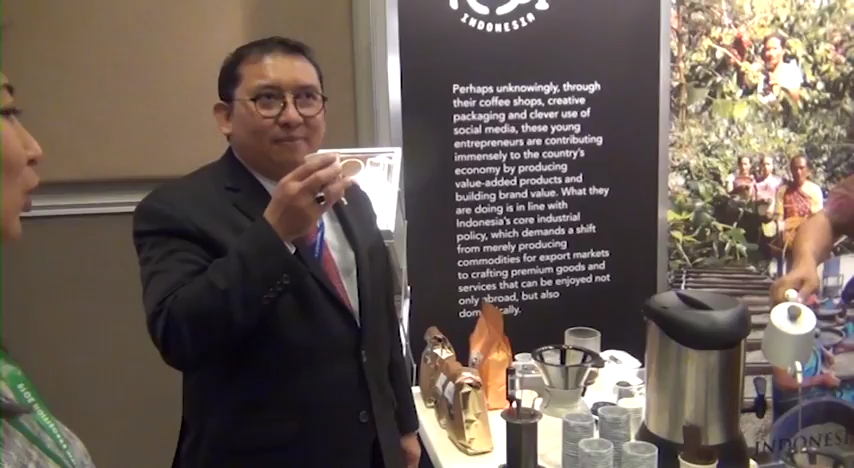 INDONESIA
Perhaps unknowingly, through
their coffee shops, creative
packaging and clever use of
social media, these young
entrepreneurs are contributing
immensely to the country's
economy by producing
value-added products and
building brand value. What they
are doing is in line with
Indonesia's core industrial
policy, which demands a shift
from merely producing
commodities for export markets
to crafting premium goods and
services that can be enjoyed not
only abroad, but also
INDONESIA